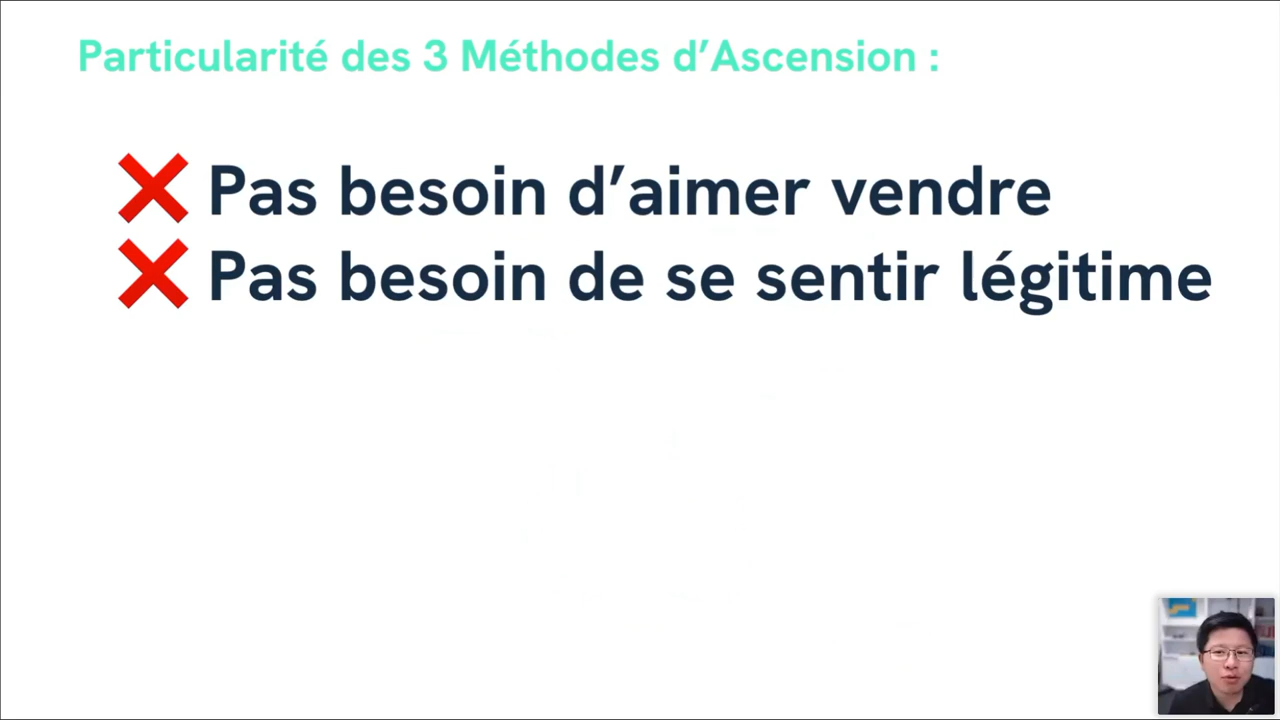 Particularité des 3 Méthodes d’Ascension :
❌ Pas besoin d’aimer vendre
❌ Pas besoin de se sentir légitime